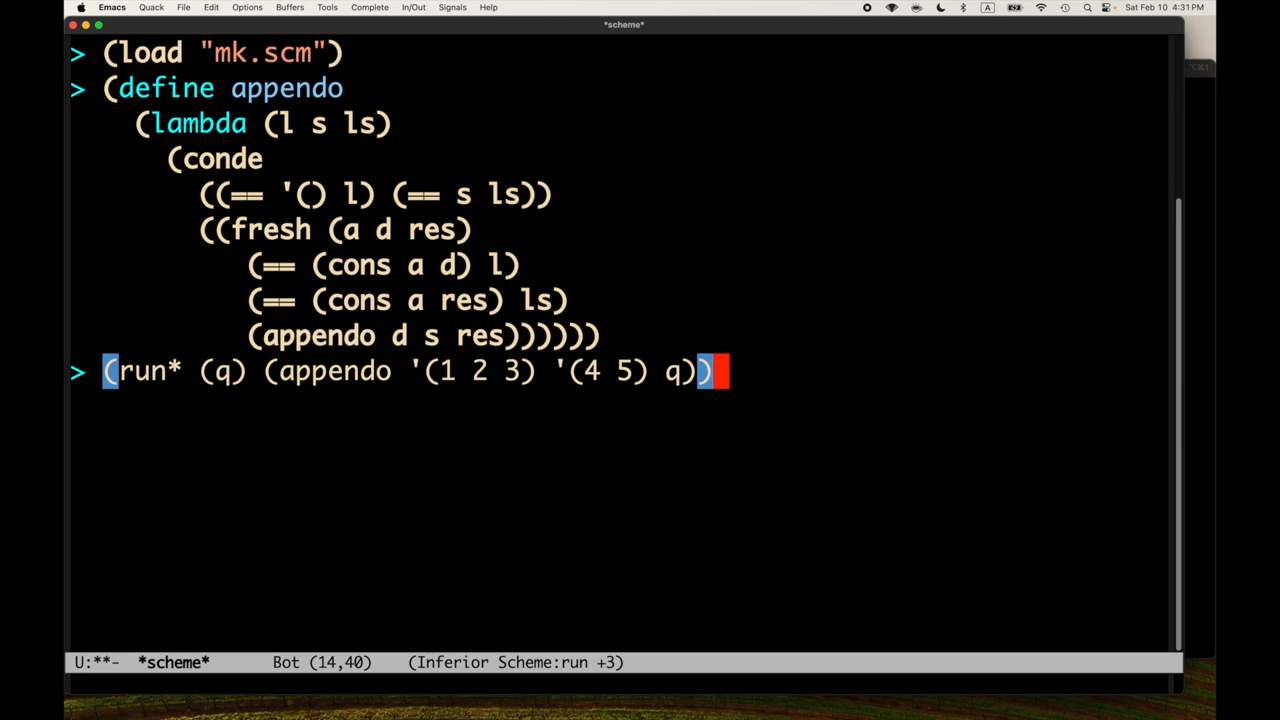 Emacs Quack File Edit Options Buffers Tools Complete In/Out Signals Help A Sat Feb 10 4:31 PM
*scheme*
> (load "mk.scm")
> (define appendo
(lambda (l s ls)
(conde
((== '() l) (== s ls))
((fresh (a d res)
(== (cons a d) l)
(== (cons a res) ls)
(appendo d s res))))))
> (run* (q) (appendo '(1 2 3) '(4 5) q))
U:**- *scheme* Bot (14,40) (Inferior Scheme:run +3)